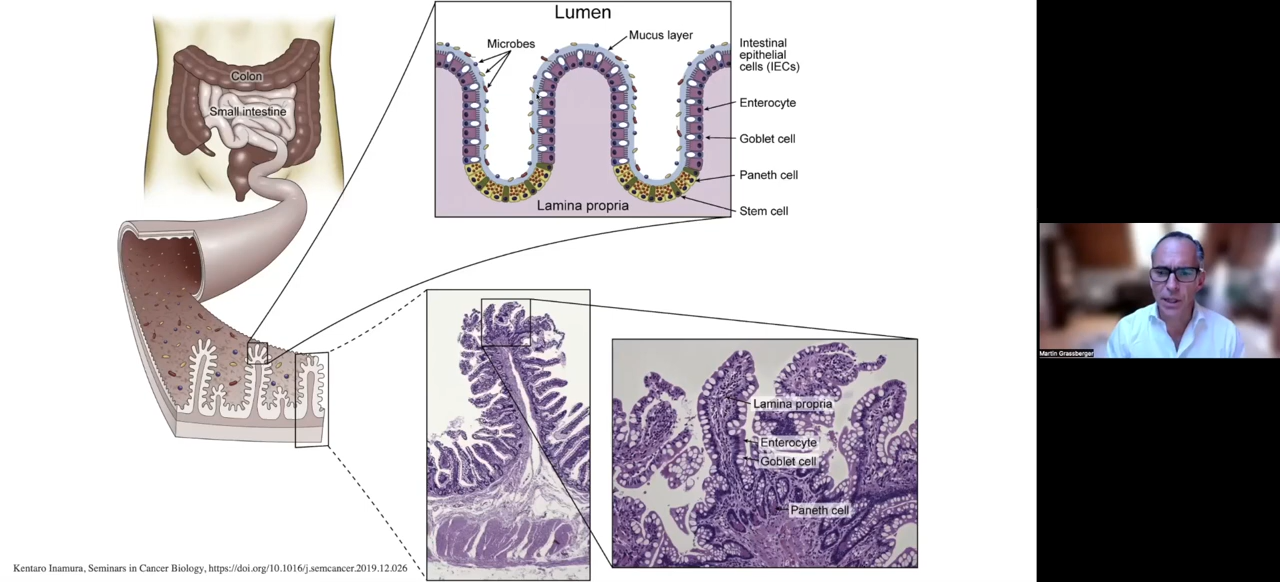 Lumen
Microbes
Mucus layer
Intestinal
epithelial
cells (IECs)
Enterocyte
Goblet cell
Paneth cell
Stem cell
Lamina propria
Colon
Small intestine
Lamina propria
Enterocyte
Goblet cell
Paneth cell
Kentaro Inamura, Seminars in Cancer Biology, https://doi.org/10.1016/j.semcancer.2019.12.026
Martin Grassberger